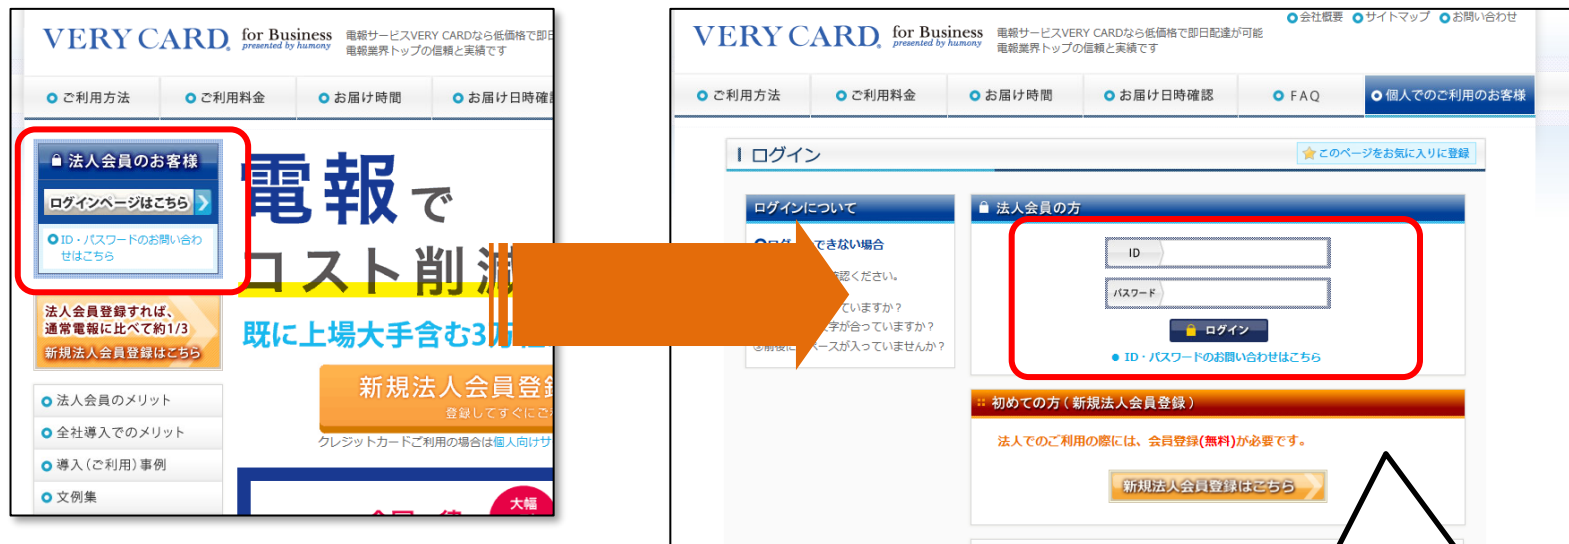 VERY CARD for Business
presented by humony
電報サービスVERY CARDなら低価格で即日
電報業界トップの信頼と実績です
ご利用方法
ご利用料金
お届け時間
お届け日時確認
法人会員のお客様
ログインページはこちら
ID・パスワードのお問い合わ
せはこちら
法人会員登録すれば、
通常電報に比べて約1/3
新規法人会員登録はこちら
法人会員のメリット
全社導入でのメリット
導入(ご利用)事例
文例集
電報で
コスト削減
既に上場大手含む3万社
新規法人会員登録
登録してすぐにご
クレジットカードご利用の場合は個人向けサ
全国一律
大幅
会社概要
サイトマップ
お問い合わせ
VERY CARD for Business
presented by humony
電報サービスVERY CARDなら低価格で即日配達が可能
電報業界トップの信頼と実績です
ご利用方法
ご利用料金
お届け時間
お届け日時確認
FAQ
個人でのご利用のお客様
ログイン
このページをお気に入りに登録
ログインについて
できない場合
認ください。
ていますか?
字が合っていますか?
ースが入っていませんか?
法人会員の方
ID
パスワード
ログイン
ID・パスワードのお問い合わせはこちら
初めての方(新規法人会員登録)
法人でのご利用の際には、会員登録(無料)が必要です。
新規法人会員登録はこちら